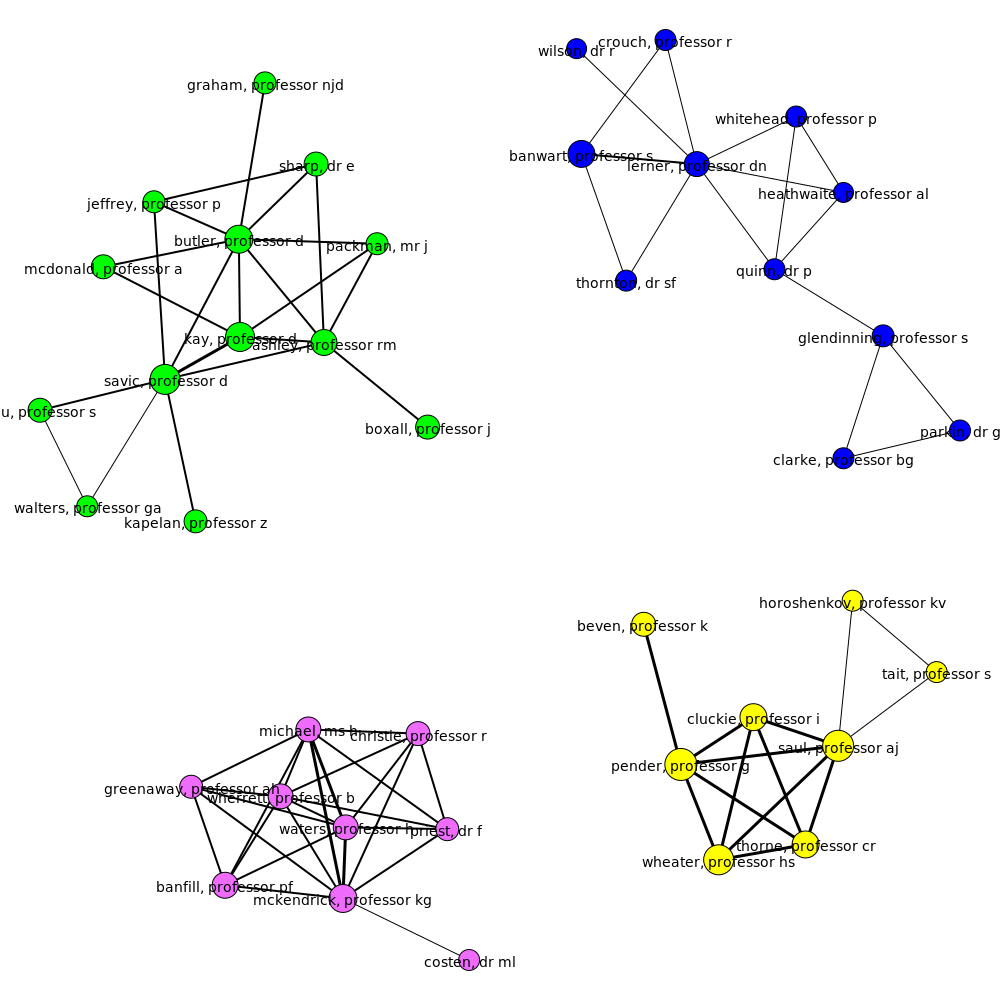 graham, professor njd
sharp, dr e
jeffrey, professor p
butler, professor d
packman, mr j
mcdonald, professor a
kay, professor d
ashley, professor rm
savic, professor d
u, professor s
boxall, professor j
walters, professor ga
kapelan, professor z
wilson, dr r
crouch, professor r
whitehead, professor p
banwart, professor s
lerner, professor dn
heathwaite, professor al
quinn, dr p
thornton, dr sf
glendinning, professor s
parkin, dr g
clarke, professor bg
michael, ms h
christie, professor r
greenaway, professor ah
wherrett, professor b
waters, professor h
priest, dr f
banfill, professor pf
mckendrick, professor kg
costen, dr ml
horoshenkov, professor kv
beven, professor k
tait, professor s
cluckie, professor i
saul, professor aj
pender, professor g
thorne, professor cr
wheater, professor hs